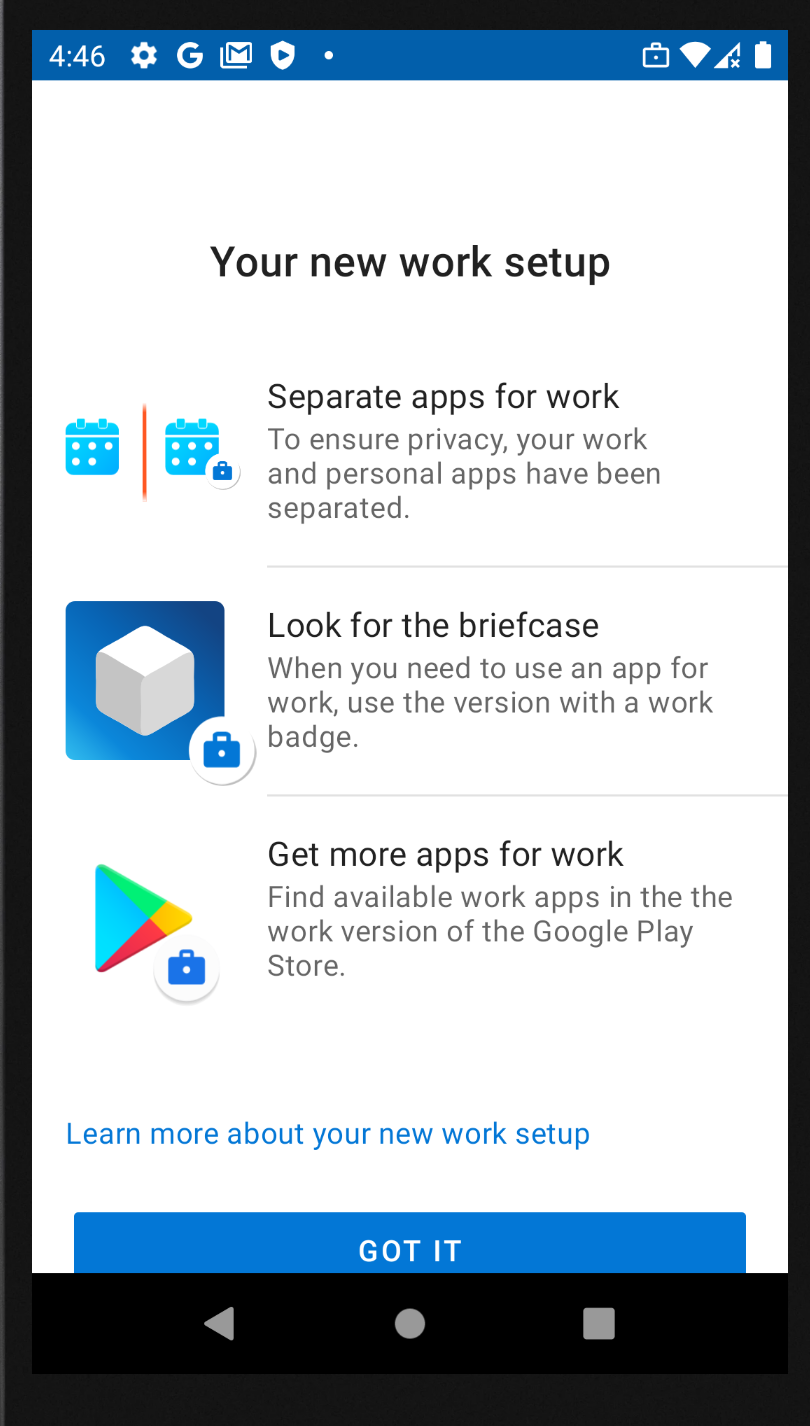 4:46
Your new work setup
Separate apps for work
To ensure privacy, your work
and personal apps have been
separated.
Look for the briefcase
When you need to use an app for
work, use the version with a work
badge.
Get more apps for work
Find available work apps in the the
work version of the Google Play
Store.
Learn more about your new work setup
GOT IT